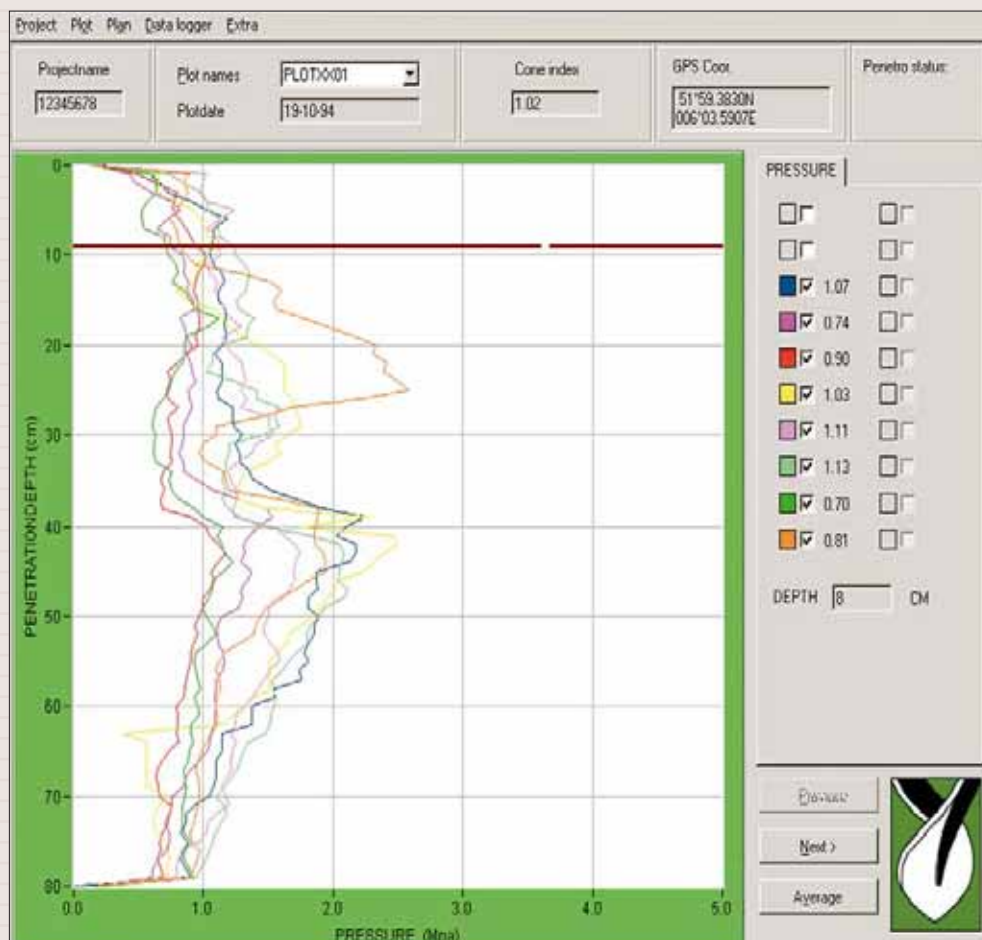 Project Plot Plan Data logger Extra
Projectname
12345678
Plot names PLOTXX01
Plotdate 19-10-94
Cone index
1.02
GPS Coor.
51°59.3830N
006°03.5907E
Penetro status:
PRESSURE
1.07
0.74
0.90
1.03
1.11
1.13
0.70
0.81
DEPTH 8 CM
Previous
Next >
Average
PENETRATIONDEPTH (cm)
0
10
20
30
40
50
60
70
80
0.0 1.0 2.0 3.0 4.0 5.0
PRESSURE (Mpa)